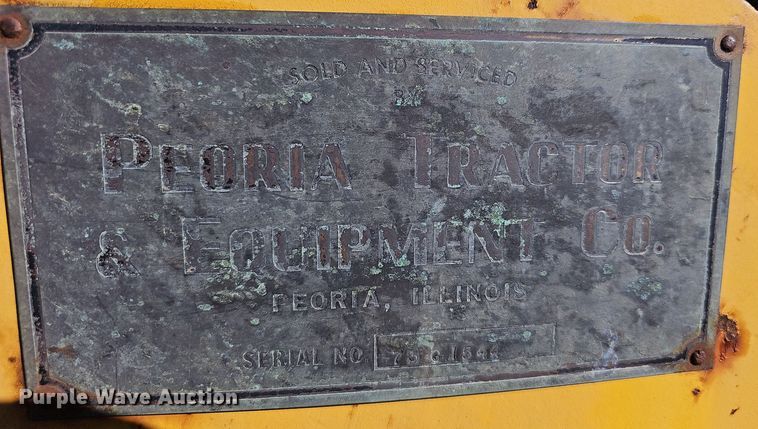 SOLD AND SERVICED
BY
PEORIA TRACTOR
& EQUIPMENT CO.
PEORIA, ILLINOIS
SERIAL NO
Purple Wave Auction